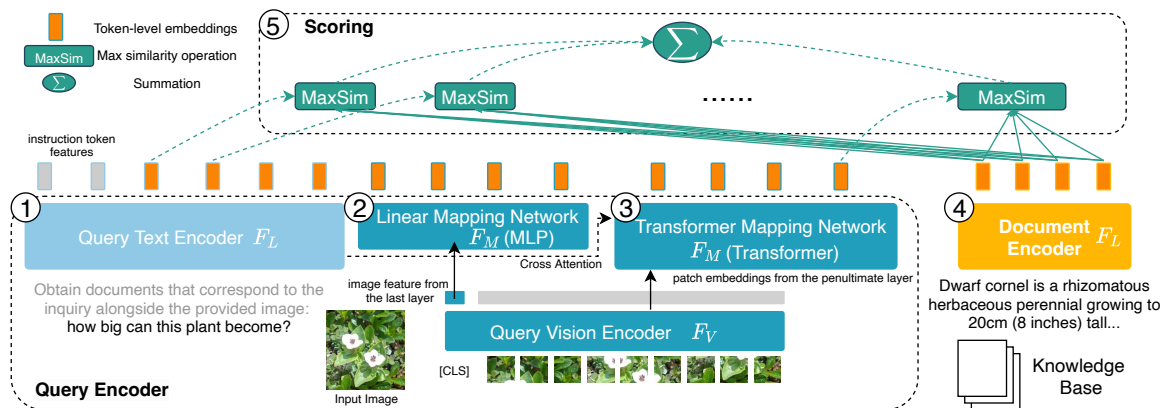 Token-level embeddings
MaxSim
Max similarity operation
Σ
Summation
5
Scoring
Σ
MaxSim
MaxSim
......
MaxSim
instruction token
features
1
Query Text Encoder F_L
2
Linear Mapping Network
F_M (MLP)
3
Transformer Mapping Network
F_M (Transformer)
4
Document
Encoder F_L
Cross Attention
Obtain documents that correspond to the
inquiry alongside the provided image:
how big can this plant become?
image feature from
the last layer
patch embeddings from the penultimate layer
Query Vision Encoder F_V
[CLS]
Input Image
Query Encoder
Dwarf cornel is a rhizomatous
herbaceous perennial growing to
20cm (8 inches) tall...
Knowledge
Base